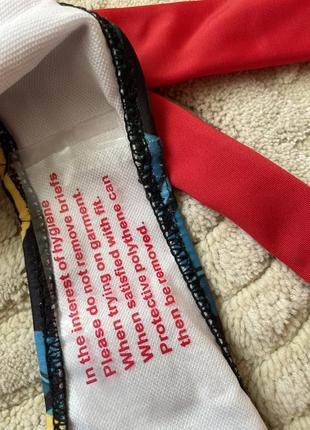 In the interest of hygiene
Please do not remove briefs
When trying on garment.
When satisfied with fit.
Protective polythene can
then be removed.